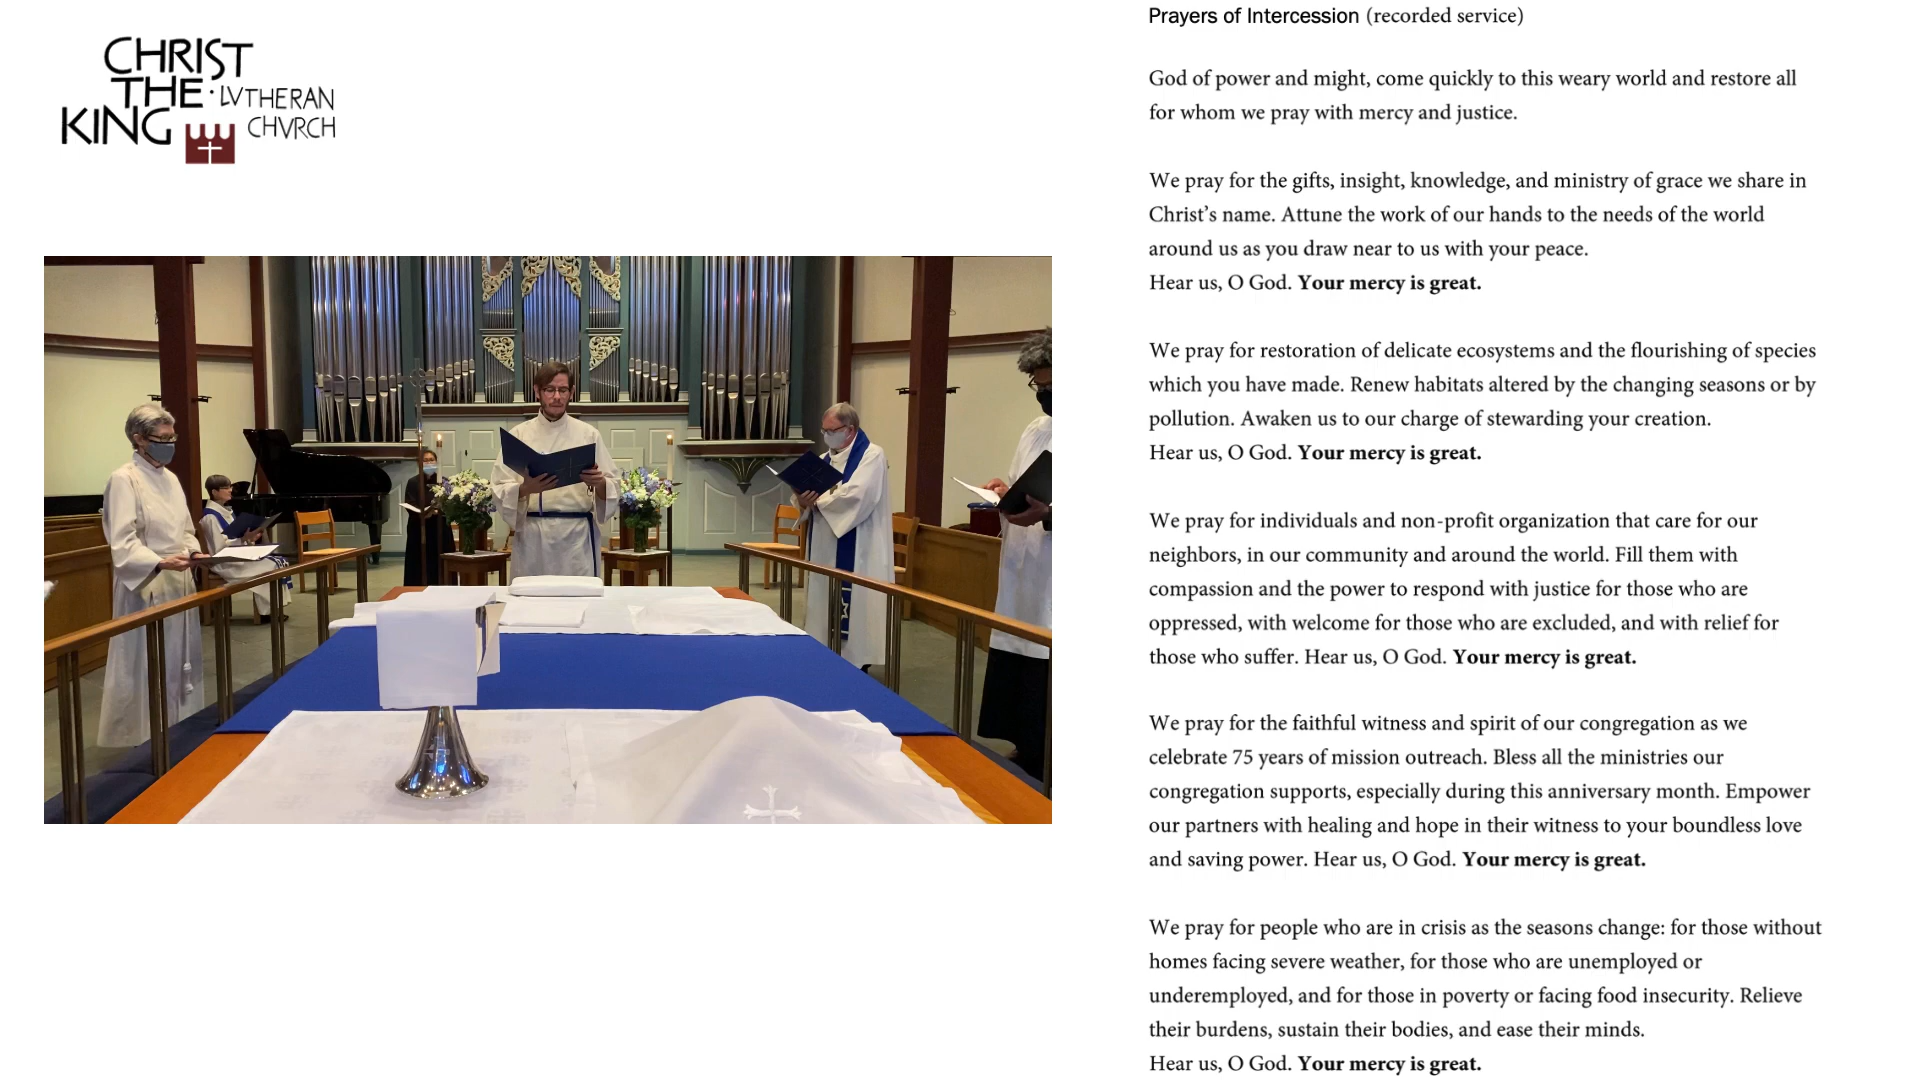 CHRIST
THE · LVTHERAN
KING CHVRCH
Prayers of Intercession (recorded service)
God of power and might, come quickly to this weary world and restore all
for whom we pray with mercy and justice.
We pray for the gifts, insight, knowledge, and ministry of grace we share in
Christ’s name. Attune the work of our hands to the needs of the world
around us as you draw near to us with your peace.
Hear us, O God. Your mercy is great.
We pray for restoration of delicate ecosystems and the flourishing of species
which you have made. Renew habitats altered by the changing seasons or by
pollution. Awaken us to our charge of stewarding your creation.
Hear us, O God. Your mercy is great.
We pray for individuals and non-profit organization that care for our
neighbors, in our community and around the world. Fill them with
compassion and the power to respond with justice for those who are
oppressed, with welcome for those who are excluded, and with relief for
those who suffer. Hear us, O God. Your mercy is great.
We pray for the faithful witness and spirit of our congregation as we
celebrate 75 years of mission outreach. Bless all the ministries our
congregation supports, especially during this anniversary month. Empower
our partners with healing and hope in their witness to your boundless love
and saving power. Hear us, O God. Your mercy is great.
We pray for people who are in crisis as the seasons change: for those without
homes facing severe weather, for those who are unemployed or
underemployed, and for those in poverty or facing food insecurity. Relieve
their burdens, sustain their bodies, and ease their minds.
Hear us, O God. Your mercy is great.